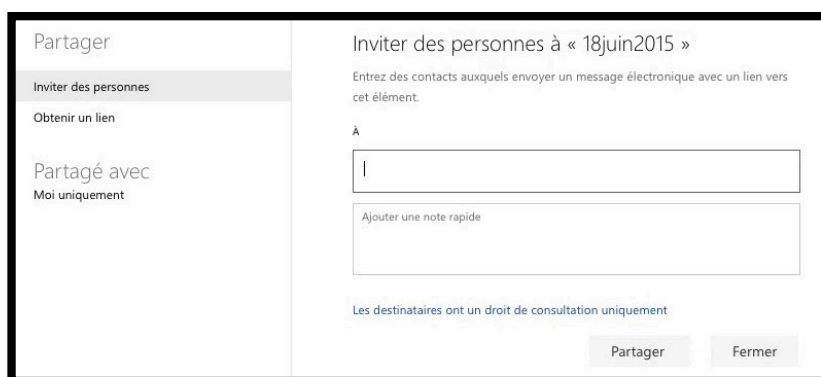 Partager
Inviter des personnes
Obtenir un lien
Partagé avec
Moi uniquement
Inviter des personnes à « 18juin2015 »
Entrez des contacts auxquels envoyer un message électronique avec un lien vers
cet élément.
À
Ajouter une note rapide
Les destinataires ont un droit de consultation uniquement
Partager
Fermer